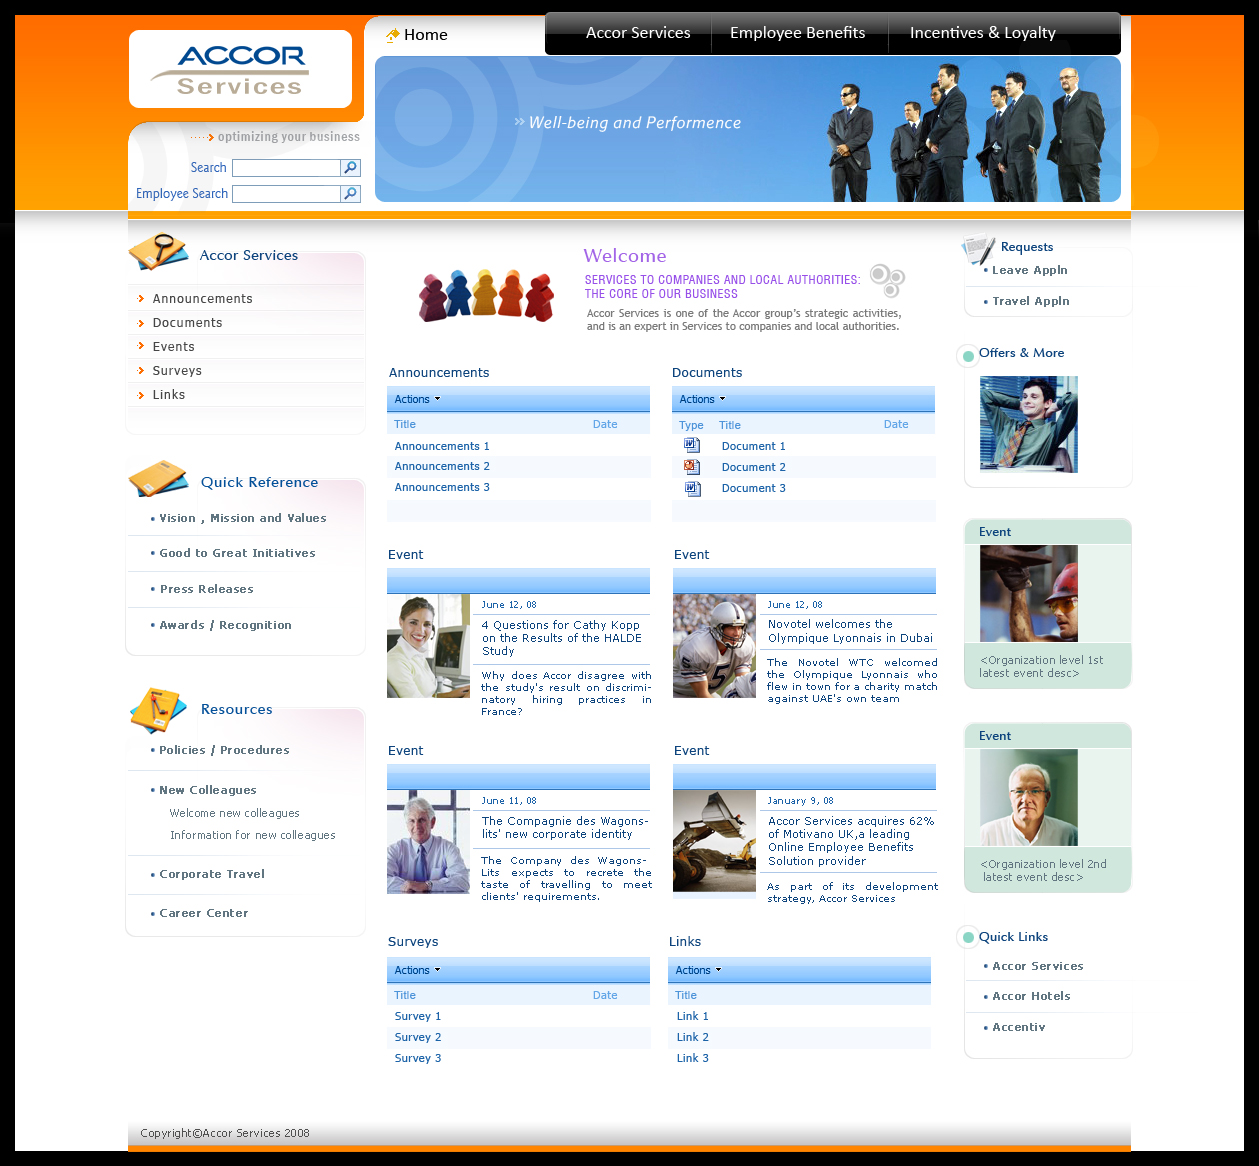 Home
Accor Services
Employee Benefits
Incentives & Loyalty
ACCOR
Services
optimizing your business
Search
Employee Search
Well-being and Performence
Accor Services
Announcements
Documents
Events
Surveys
Links
Quick Reference
Vision , Mission and Values
Good to Great Initiatives
Press Releases
Awards / Recognition
Resources
Policies / Procedures
New Colleagues
Welcome new colleagues
Information for new colleagues
Corporate Travel
Career Center
Welcome
SERVICES TO COMPANIES AND LOCAL AUTHORITIES:
THE CORE OF OUR BUSINESS
Accor Services is one of the Accor group's strategic activities,
and is an expert in Services to companies and local authorities.
Announcements
Actions
Title Date
Announcements 1
Announcements 2
Announcements 3
Documents
Actions
Type Title Date
Document 1
Document 2
Document 3
Event
June 12, 08
4 Questions for Cathy Kopp
on the Results of the HALDE
Study
Why does Accor disagree with
the study's result on discrimi-
natory hiring practices in
France?
Event
June 12, 08
Novotel welcomes the
Olympique Lyonnais in Dubai
The Novotel WTC welcomed
the Olympique Lyonnais who
flew in town for a charity match
against UAE's own team
5
Event
June 11, 08
The Compagnie des Wagons-
lits' new corporate identity
The Company des Wagons-
Lits expects to recrete the
taste of travelling to meet
clients' requirements.
Event
January 9, 08
Accor Services acquires 62%
of Motivano UK,a leading
Online Employee Benefits
Solution provider
As part of its development
strategy, Accor Services
Surveys
Actions
Title Date
Survey 1
Survey 2
Survey 3
Links
Actions
Title
Link 1
Link 2
Link 3
Requests
Leave Appln
Travel Appln
Offers & More
Event
<Organization level 1st
latest event desc>
Event
<Organization level 2nd
latest event desc>
Quick Links
Accor Services
Accor Hotels
Accentiv
Copyright©Accor Services 2008